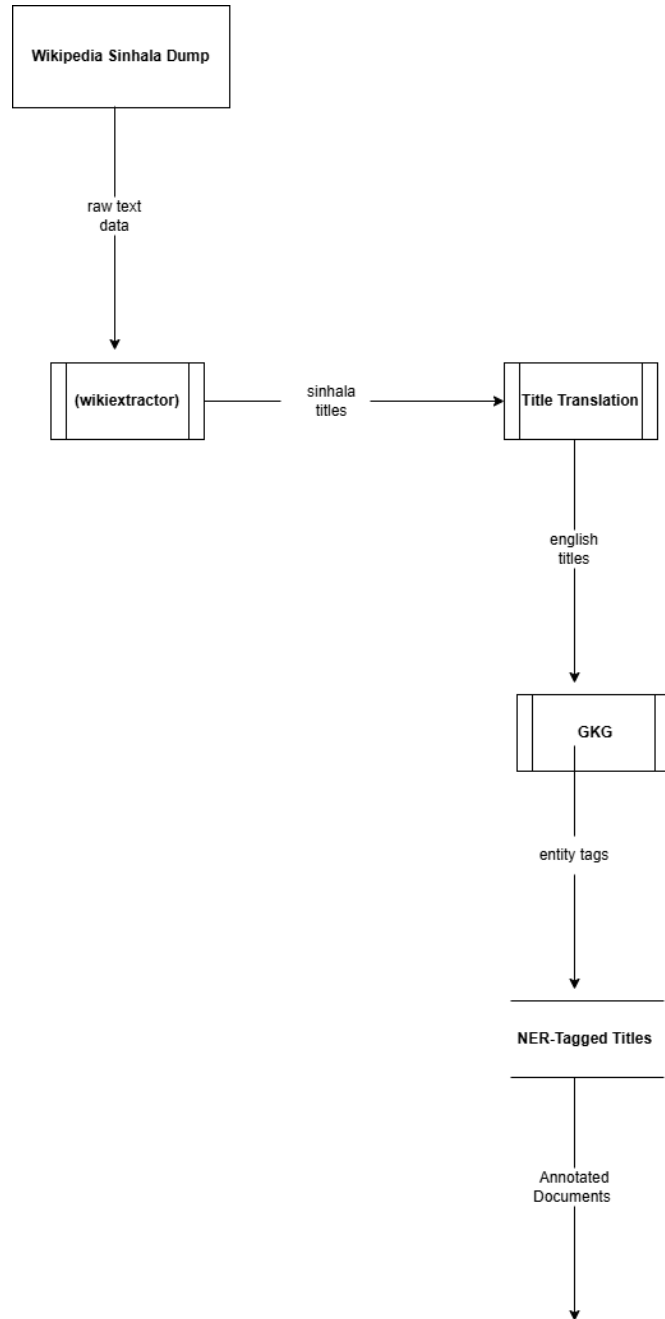 Wikipedia Sinhala Dump
raw text
data
(wikiextractor)
sinhala
titles
Title Translation
english
titles
GKG
entity tags
NER-Tagged Titles
Annotated
Documents